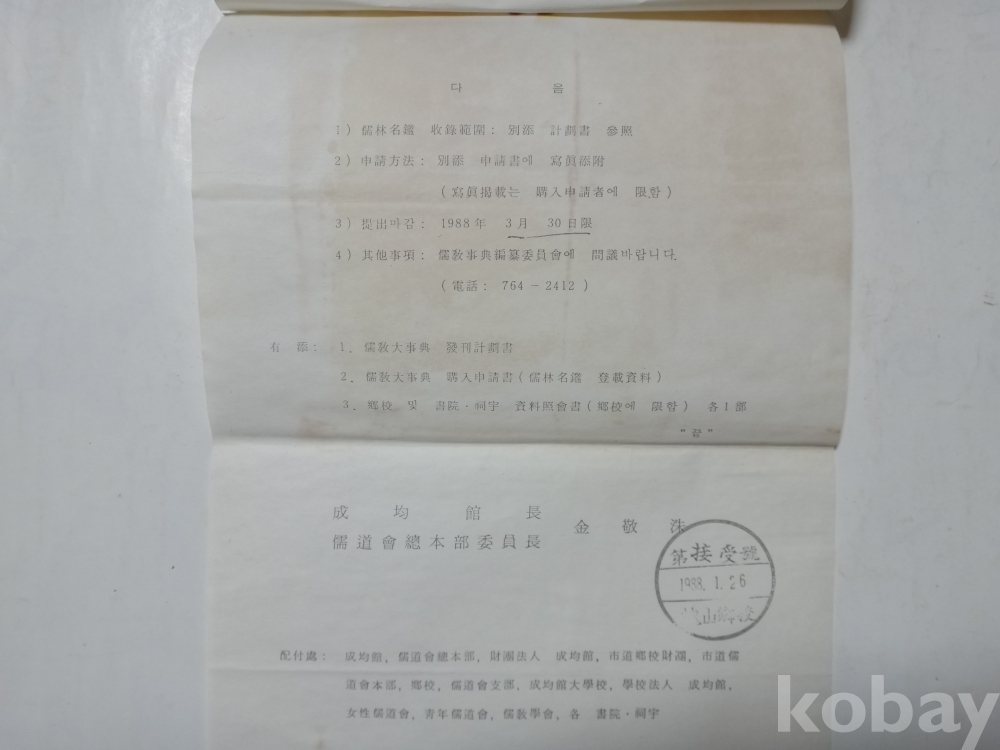 다 음
1) 儒林名鑑 收錄範圍: 別添 計劃書 參照
2) 申請方法: 別添 申請書에 寫眞添附
(寫眞揭載는 購入申請者에 限함)
3) 提出마감: 1988年 3月 30日限
4) 其他事項: 儒敎事典編纂委員會에 問議바랍니다.
(電話: 764-2412)
有 添: 1. 儒敎大事典 發刊計劃書
2. 儒敎大事典 購入申請書(儒林名鑑 登載資料)
3. 鄕校 및 書院·祠宇 資料照會書(鄕校에 限함) 各1部
"끝"
成均館長
儒道會總本部委員長
金敬洙
第接受號
1988.1.26
山鄕校
配付處: 成均館, 儒道會總本部, 財團法人 成均館, 市道鄕校財團, 市道儒
道會本部, 鄕校, 儒道會支部, 成均館大學校, 學校法人 成均館,
女性儒道會, 靑年儒道會, 儒敎學會, 各 書院·祠宇
kobay